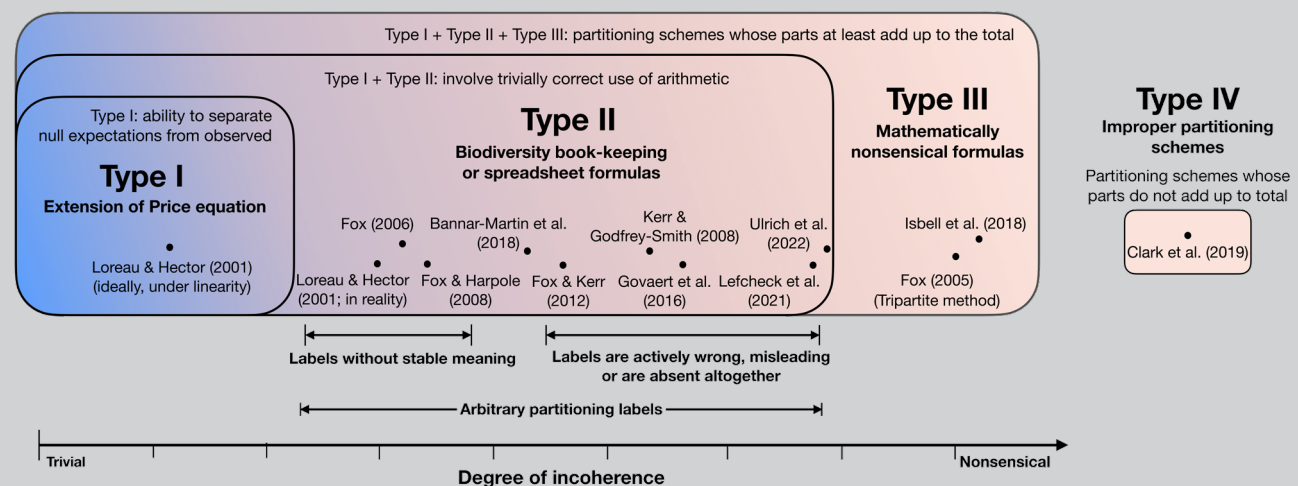 Type I + Type II + Type III: partitioning schemes whose parts at least add up to the total
Type I + Type II: involve trivially correct use of arithmetic
Type I: ability to separate
null expectations from observed
Type I
Extension of Price equation
Loreau & Hector (2001)
(ideally, under linearity)
Type II
Biodiversity book-keeping
or spreadsheet formulas
Fox (2006)
Bannar-Martin et al.
(2018)
Kerr &
Godfrey-Smith (2008)
Ulrich et al.
(2022)
Loreau & Hector
(2001; in reality)
Fox & Harpole
(2008)
Fox & Kerr
(2012)
Govaert et al.
(2016)
Lefcheck et al.
(2021)
Type III
Mathematically
nonsensical formulas
Isbell et al. (2018)
Fox (2005)
(Tripartite method)
Type IV
Improper partitioning
schemes
Partitioning schemes whose
parts do not add up to total
Clark et al. (2019)
Labels without stable meaning
Labels are actively wrong, misleading
or are absent altogether
Arbitrary partitioning labels
Trivial
Nonsensical
Degree of incoherence